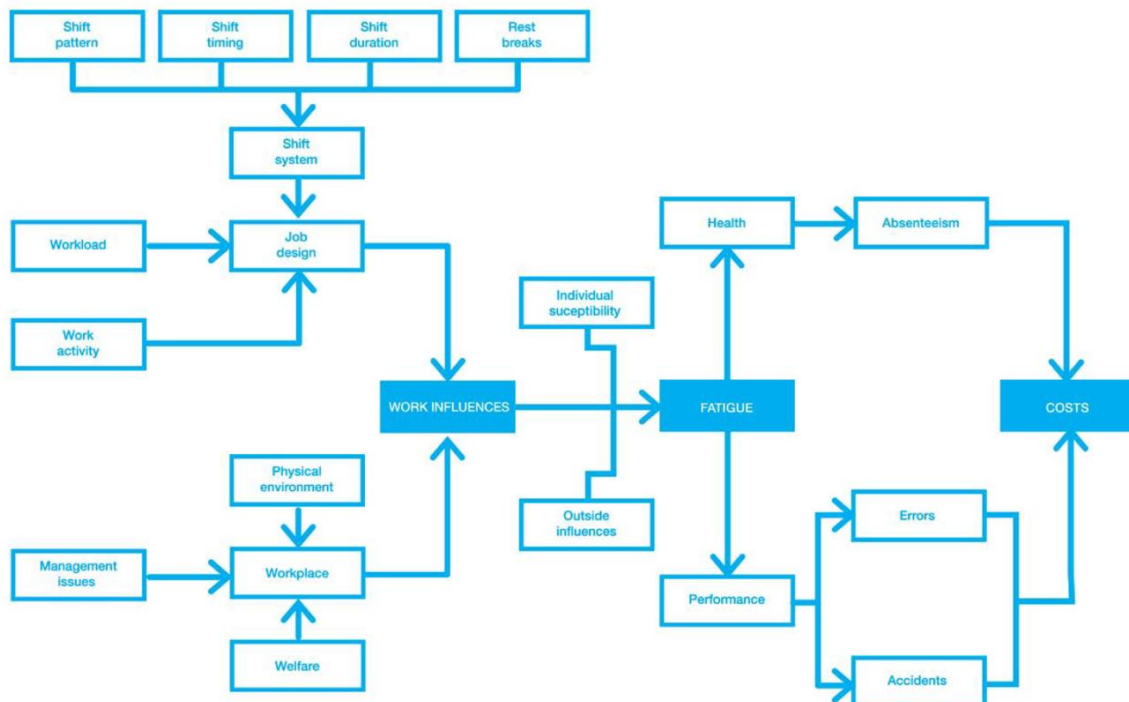 Shift
pattern
Shift
timing
Shift
duration
Rest
breaks
Shift
system
Workload
Job
design
Work
activity
Health
Absenteeism
Individual
suceptibility
WORK INFLUENCES
FATIGUE
COSTS
Physical
environment
Outside
influences
Errors
Management
issues
Workplace
Performance
Welfare
Accidents